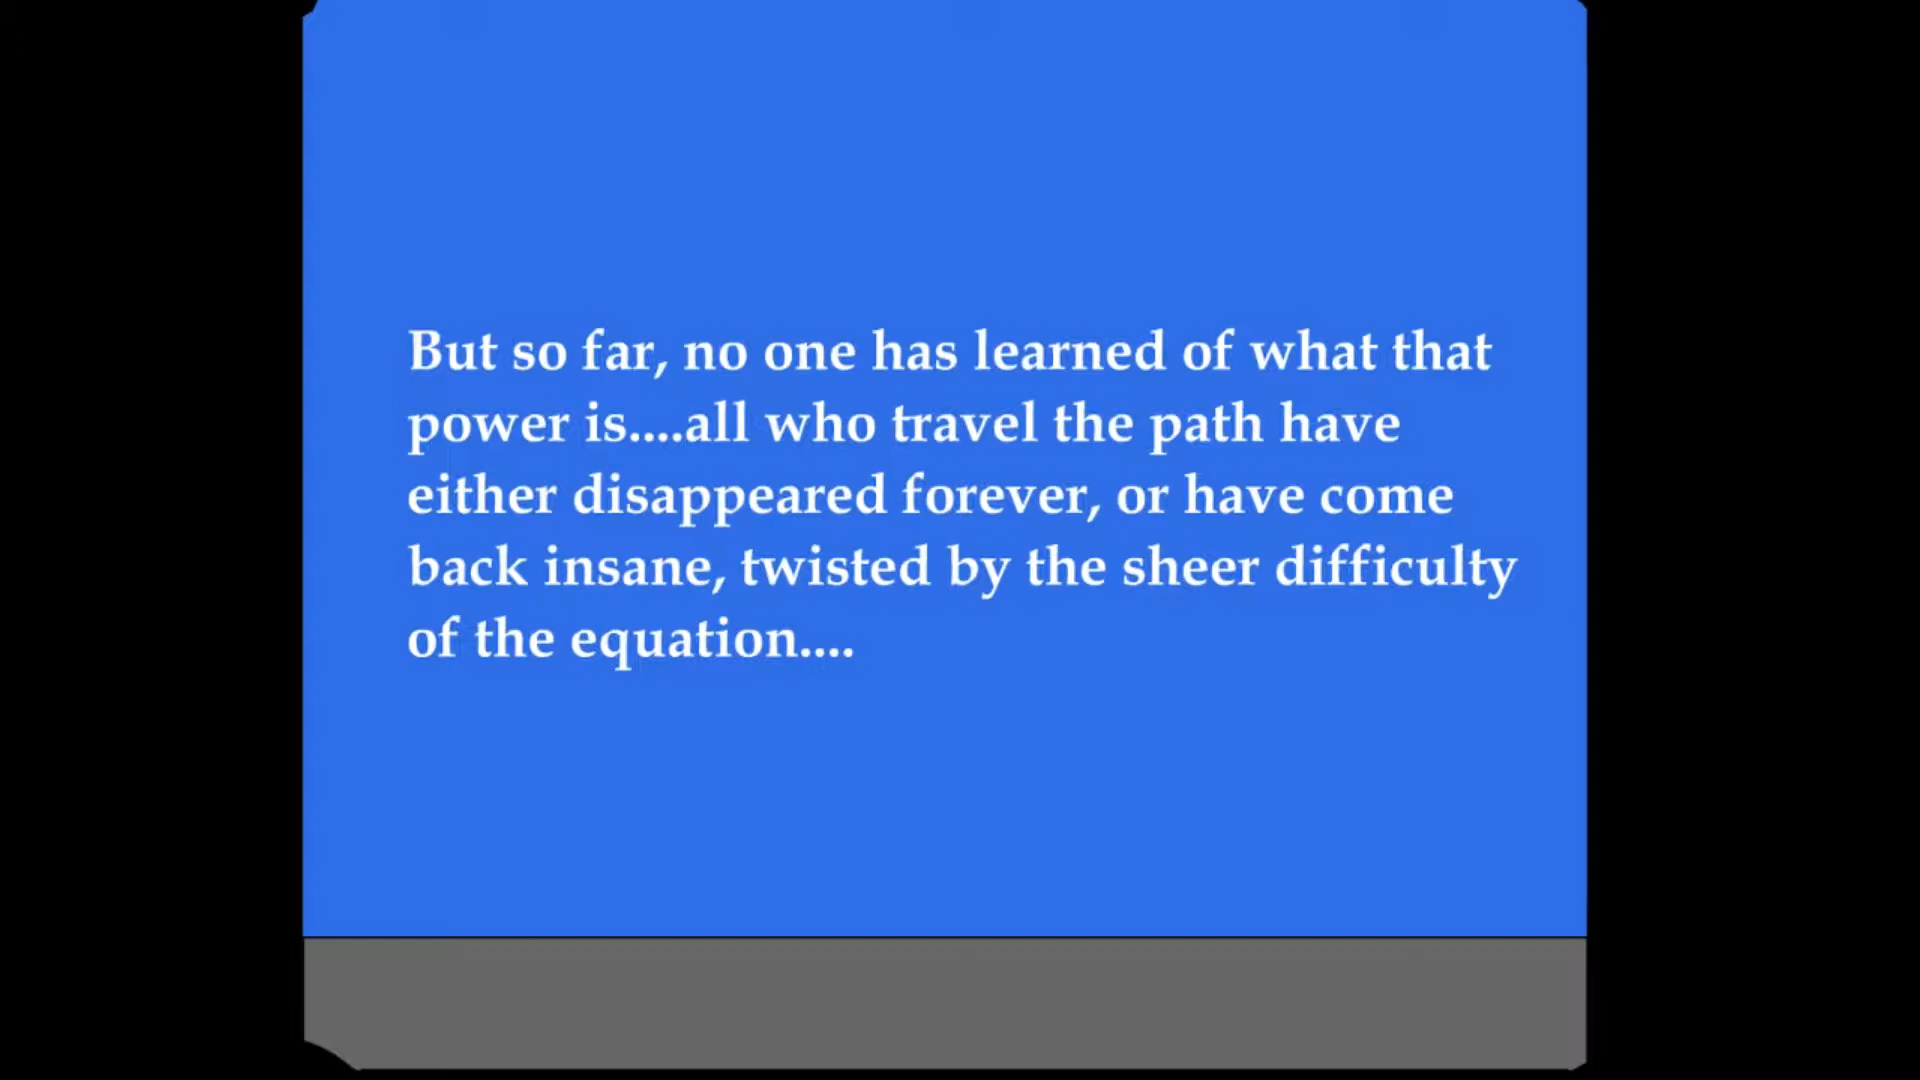 But so far, no one has learned of what that
power is....all who travel the path have
either disappeared forever, or have come
back insane, twisted by the sheer difficulty
of the equation....